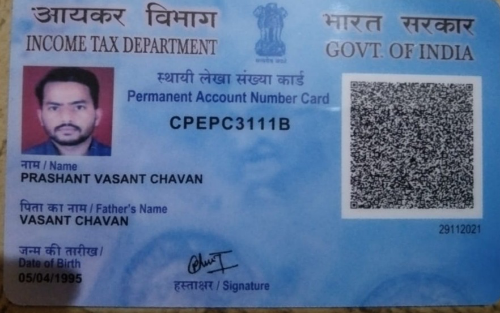 आयकर विभाग
INCOME TAX DEPARTMENT
भारत सरकार
GOVT. OF INDIA
स्थायी लेखा संख्या कार्ड
Permanent Account Number Card
CPEPC3111B
नाम / Name
PRASHANT VASANT CHAVAN
पिता का नाम / Father's Name
VASANT CHAVAN
जन्म की तारीख /
Date of Birth
05/04/1995
हस्ताक्षर / Signature
29112021